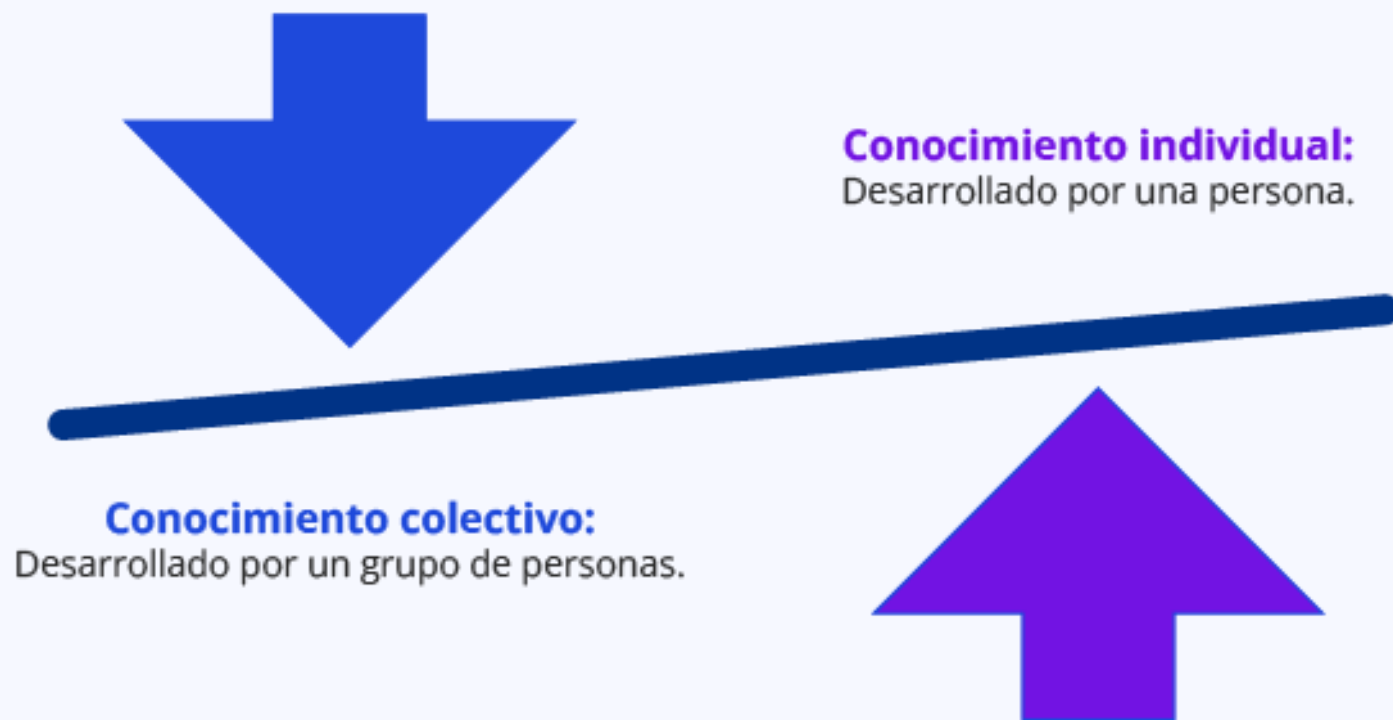 Conocimiento individual:
Desarrollado por una persona.
Conocimiento colectivo:
Desarrollado por un grupo de personas.